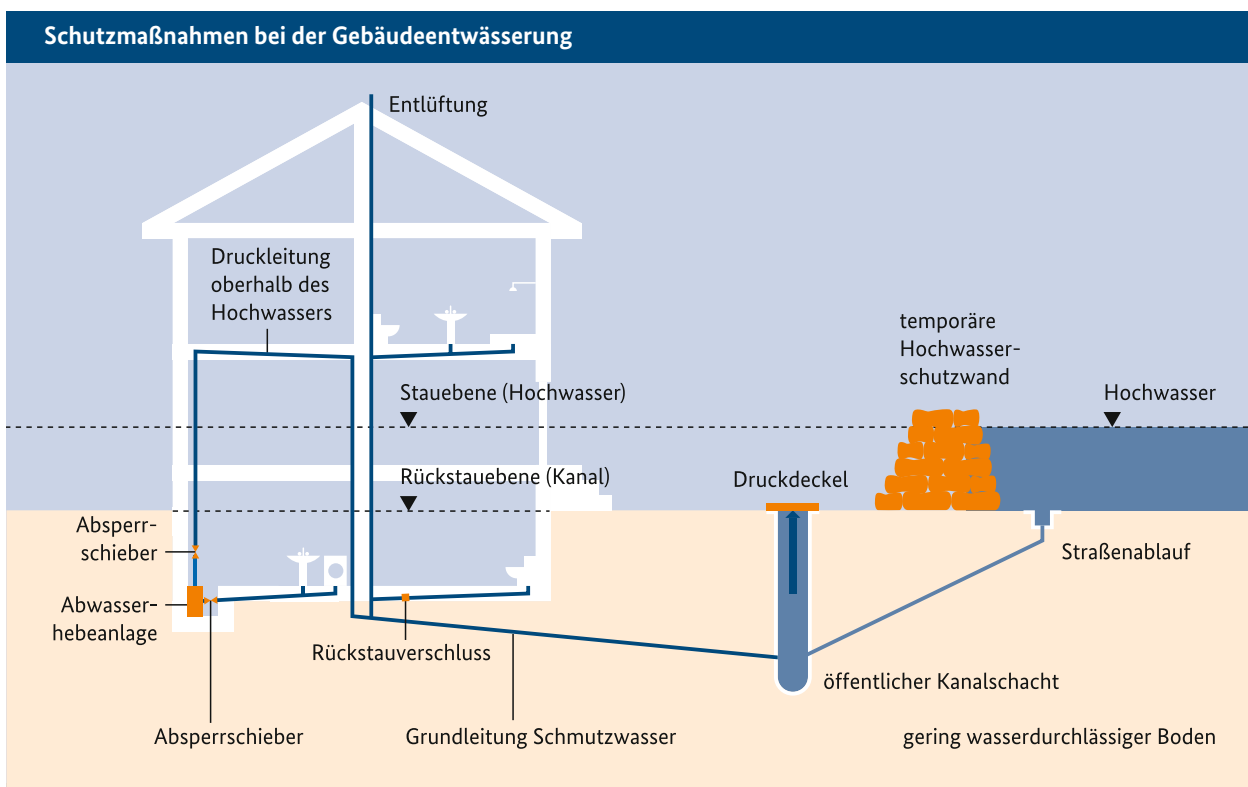 Schutzmaßnahmen bei der Gebäudeentwässerung
Entlüftung
Druckleitung
oberhalb des
Hochwassers
temporäre
Hochwasser-
schutzwand
Stauebene (Hochwasser)
Hochwasser
Rückstauebene (Kanal)
Druckdeckel
Absperr-
schieber
Straßenablauf
Abwasser-
hebeanlage
Rückstauverschluss
öffentlicher Kanalschacht
Absperrschieber
Grundleitung Schmutzwasser
gering wasserdurchlässiger Boden